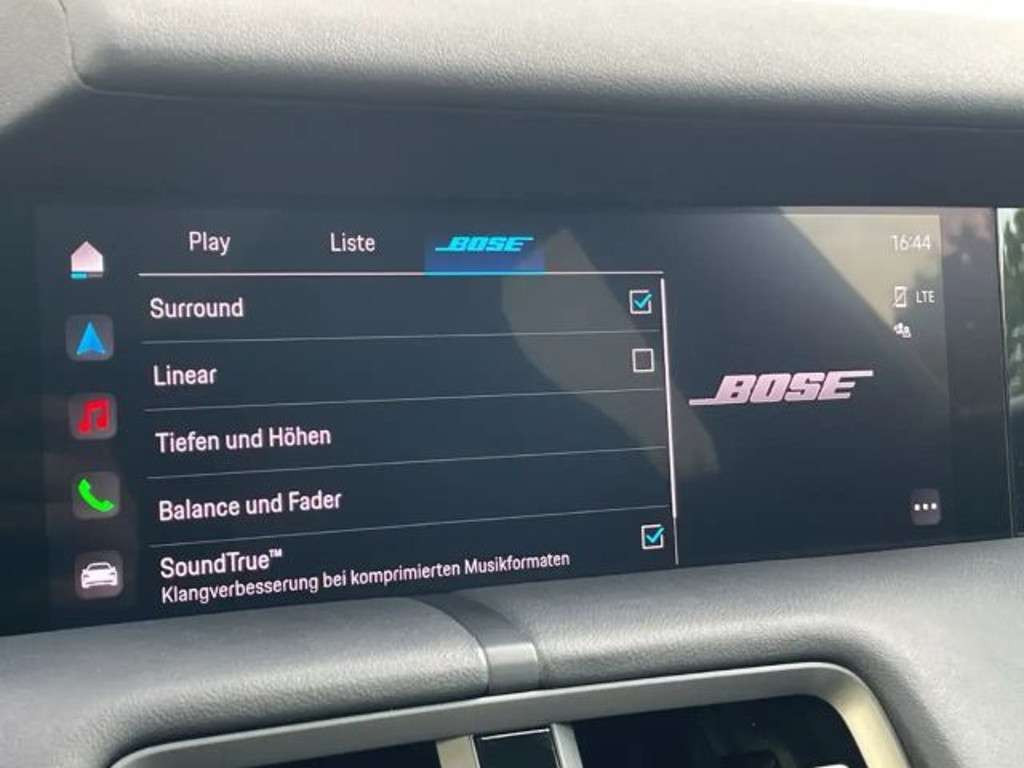 Play Liste BOSE 16:44
LTE
Surround
Linear
BOSE
Tiefen und Höhen
Balance und Fader
SoundTrue™
Klangverbesserung bei komprimierten Musikformaten